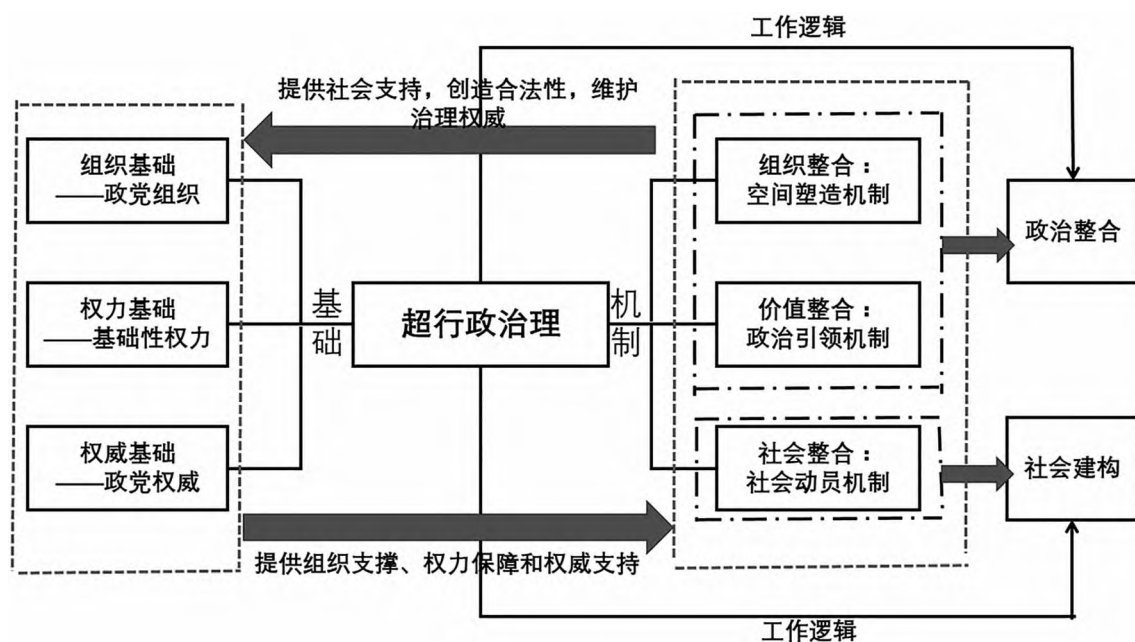 工作逻辑
提供社会支持，创造合法性，维护
治理权威
组织基础
——政党组织
权力基础
——基础性权力
权威基础
——政党权威
基
础
超行政治理
机
制
组织整合：
空间塑造机制
价值整合：
政治引领机制
社会整合：
社会动员机制
政治整合
社会建构
提供组织支撑、权力保障和权威支持
工作逻辑